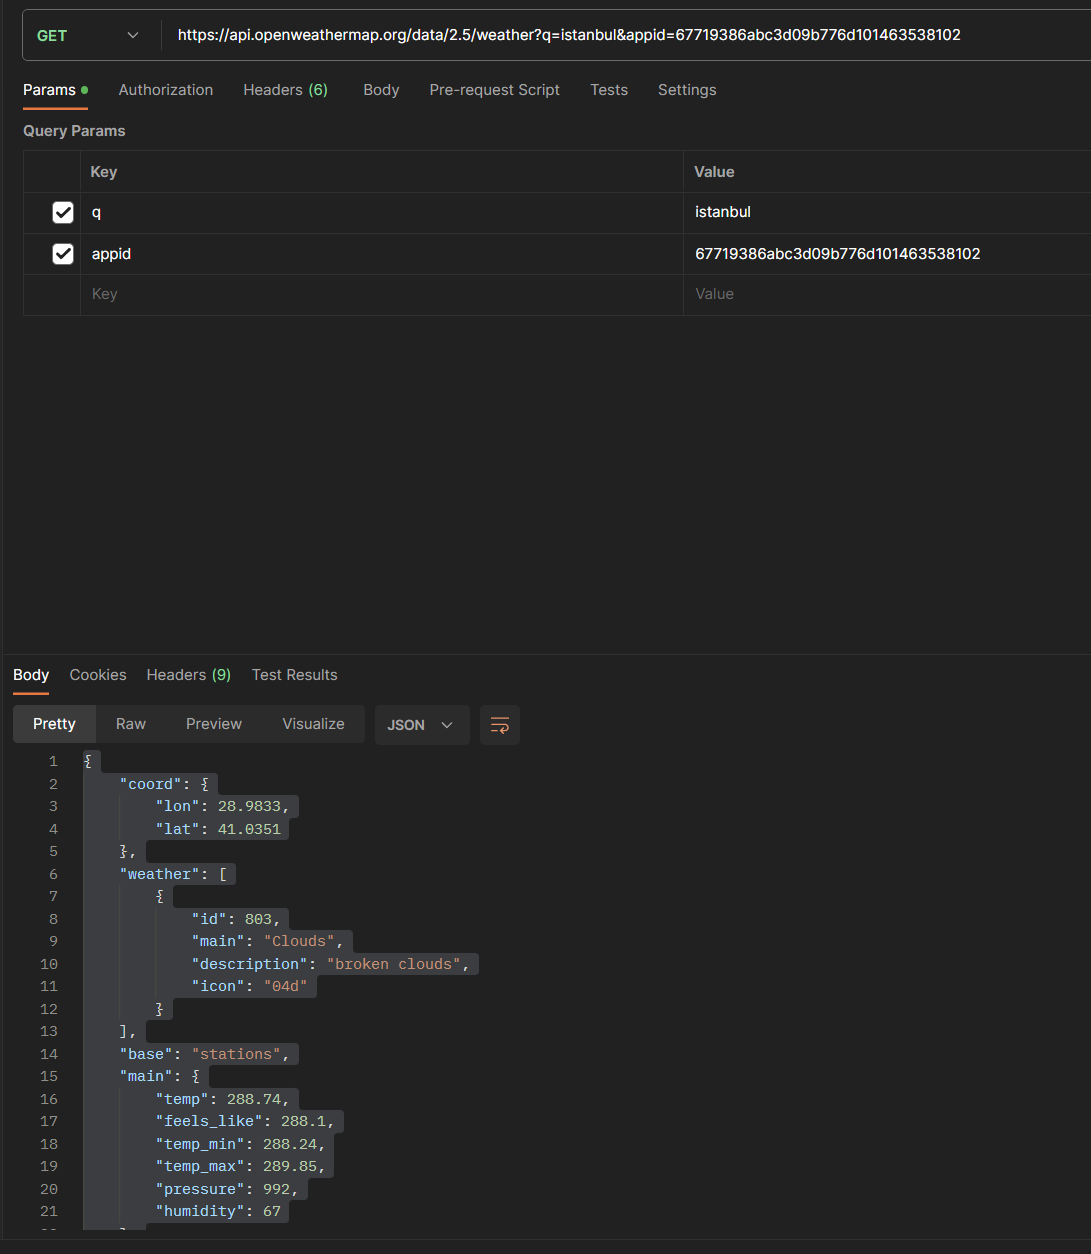 GET https://api.openweathermap.org/data/2.5/weather?q=istanbul&appid=67719386abc3d09b776d101463538102
Params Authorization Headers (6) Body Pre-request Script Tests Settings
Query Params
Key Value
q istanbul
appid 67719386abc3d09b776d101463538102
Key Value
Body Cookies Headers (9) Test Results
Pretty Raw Preview Visualize JSON
1 {
2 "coord": {
3 "lon": 28.9833,
4 "lat": 41.0351
5 },
6 "weather": [
7 {
8 "id": 803,
9 "main": "Clouds",
10 "description": "broken clouds",
11 "icon": "04d"
12 }
13 ],
14 "base": "stations",
15 "main": {
16 "temp": 288.74,
17 "feels_like": 288.1,
18 "temp_min": 288.24,
19 "temp_max": 289.85,
20 "pressure": 992,
21 "humidity": 67